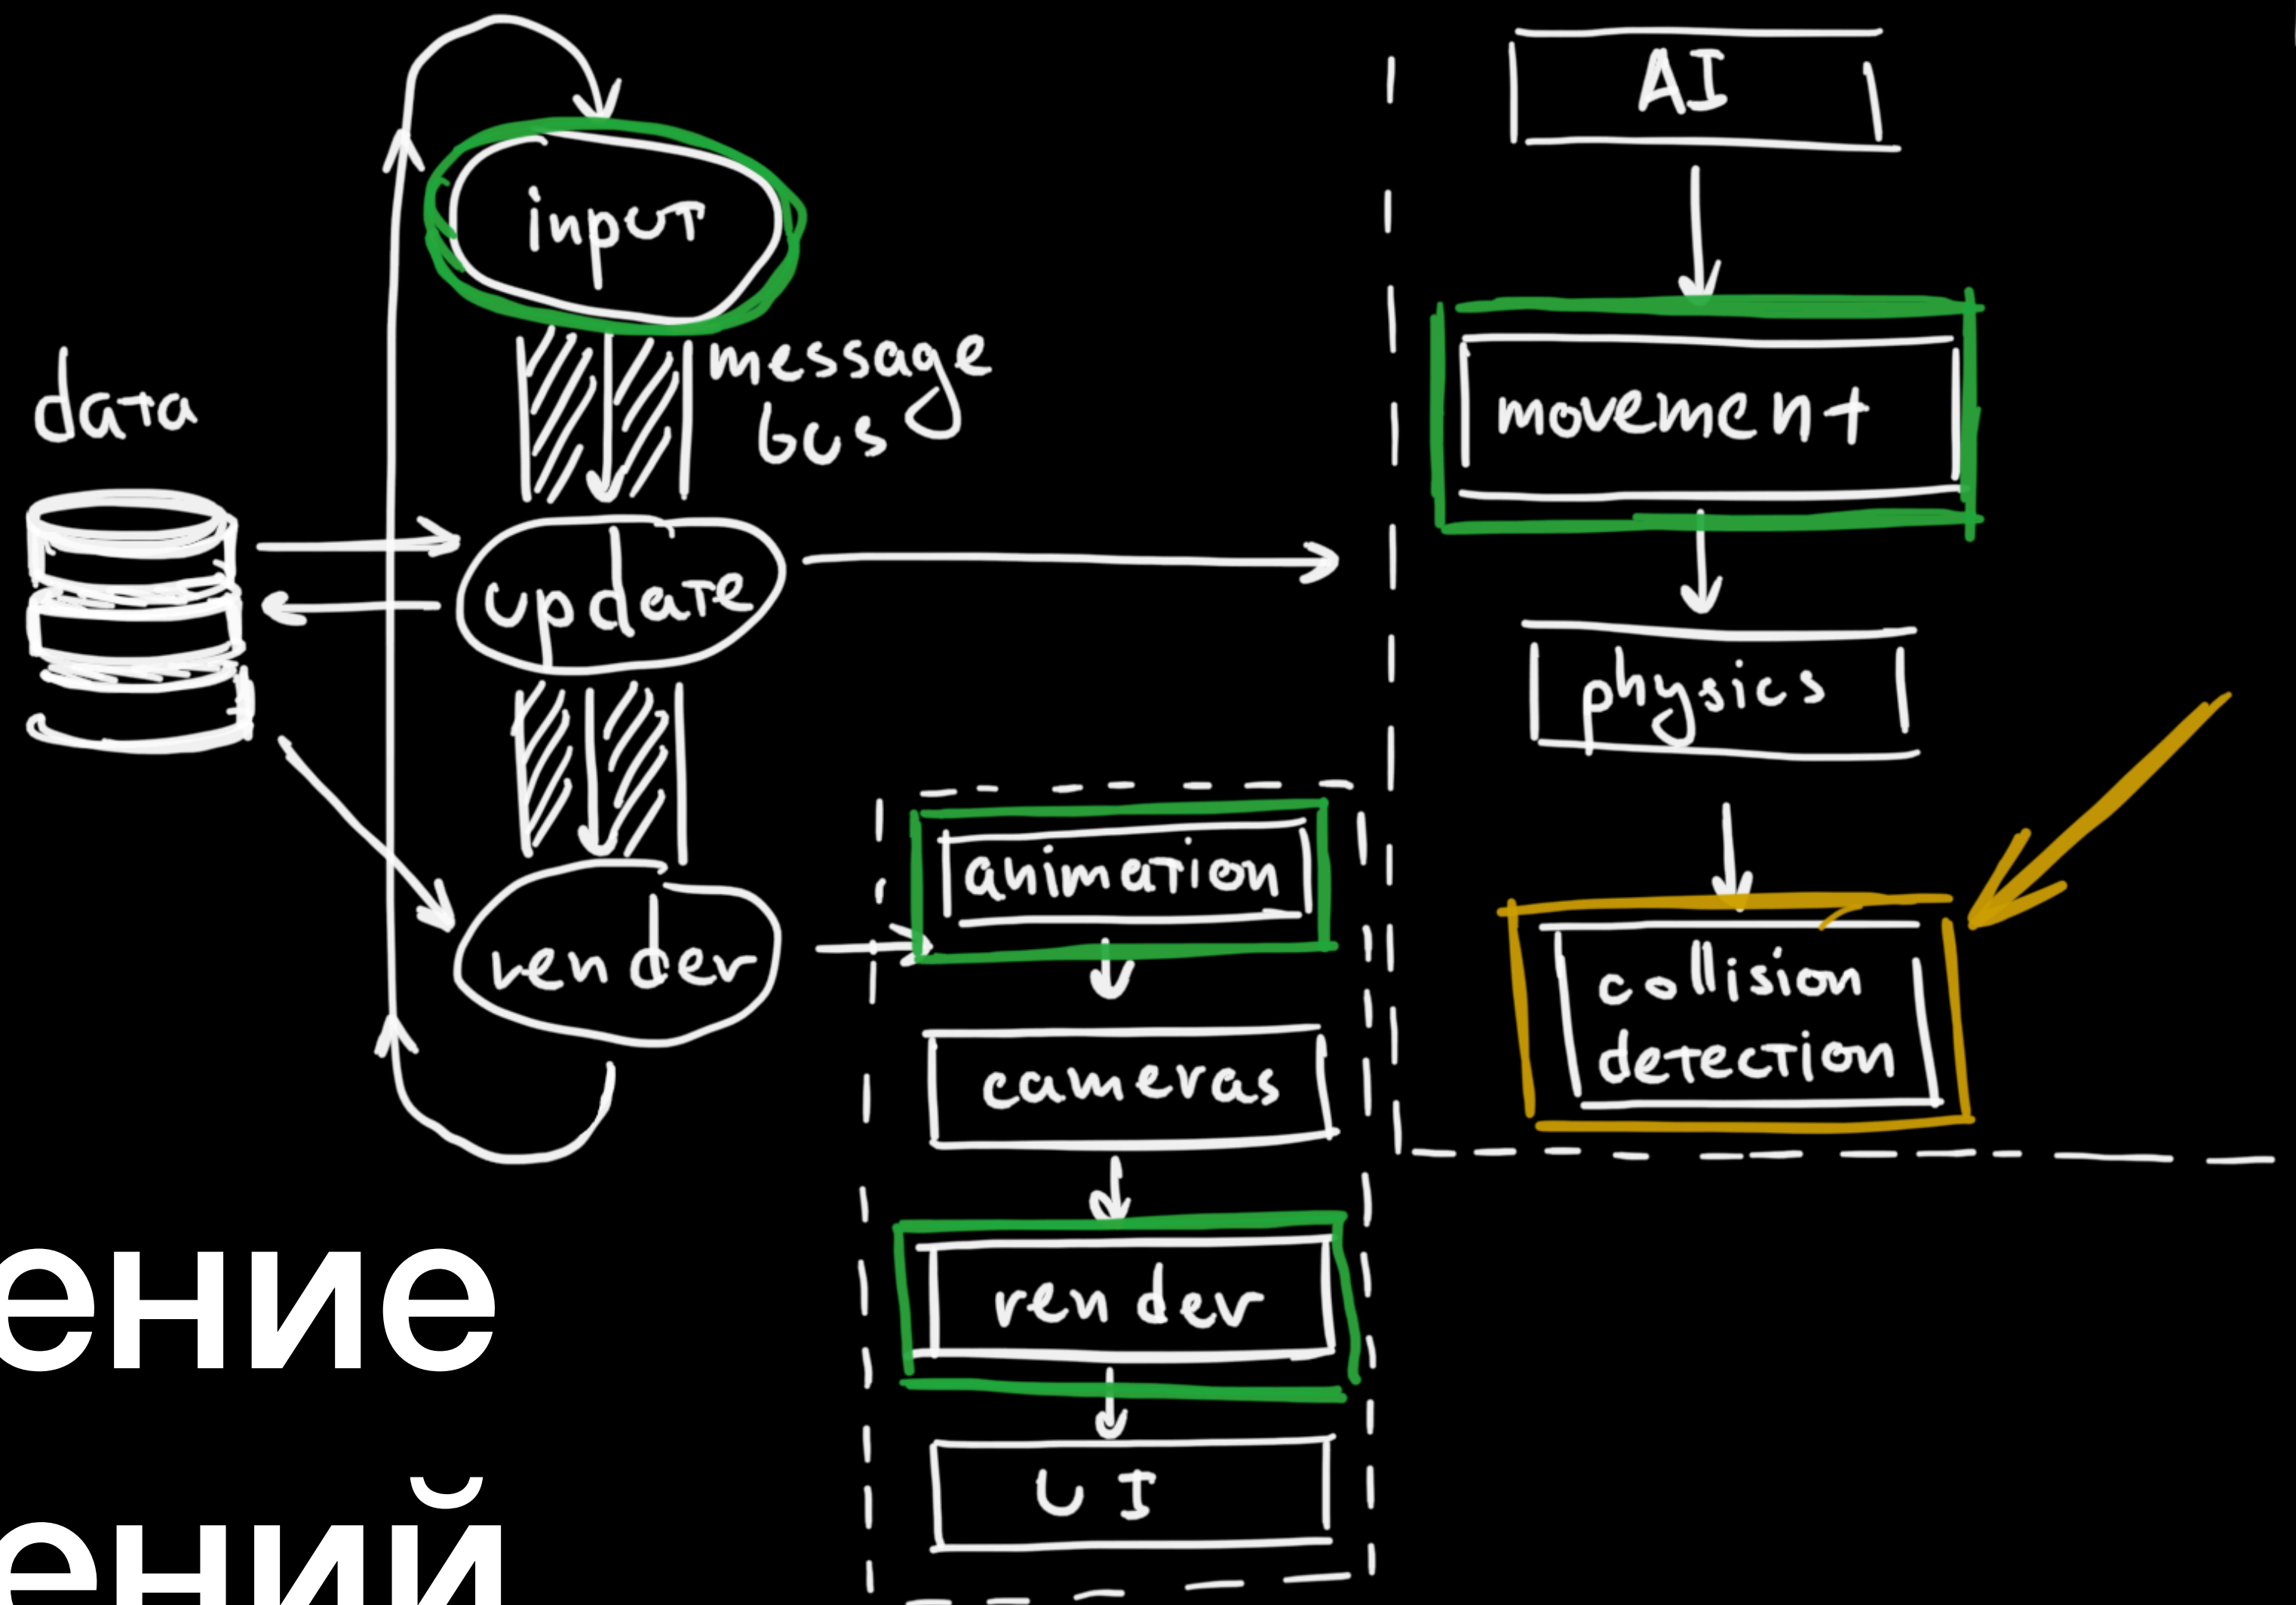 input
message
bus
data
update
render
AI
movement
physics
collision
detection
animation
cameras
render
UI
ение
ений